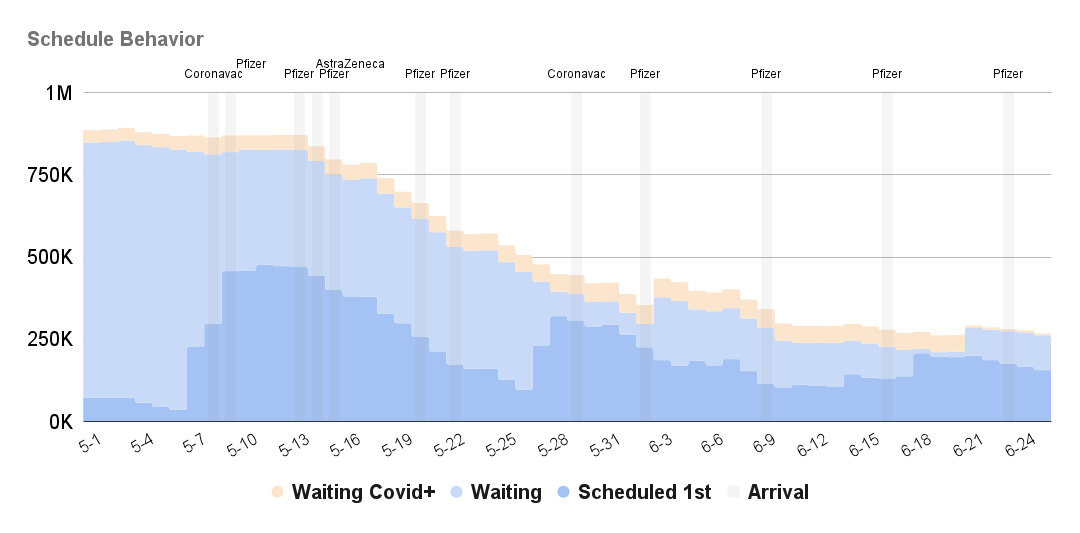 Schedule Behavior
Pfizer AstraZeneca
Coronavac Pfizer Pfizer Pfizer Pfizer Coronavac Pfizer Pfizer Pfizer Pfizer
1M
750K
500K
250K
0K
5-1 5-4 5-7 5-10 5-13 5-16 5-19 5-22 5-25 5-28 5-31 6-3 6-6 6-9 6-12 6-15 6-18 6-21 6-24
Waiting Covid+ Waiting Scheduled 1st Arrival